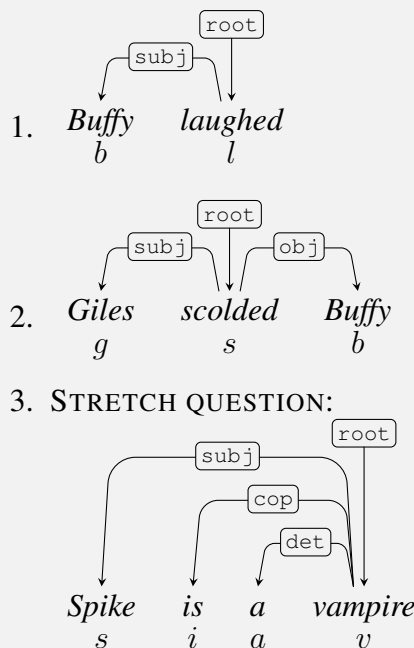 root
subj
1. Buffy laughed
b l
root
subj obj
2. Giles scolded Buffy
g s b
3. STRETCH QUESTION:
root
subj
cop
det
Spike is a vampire
s i a v